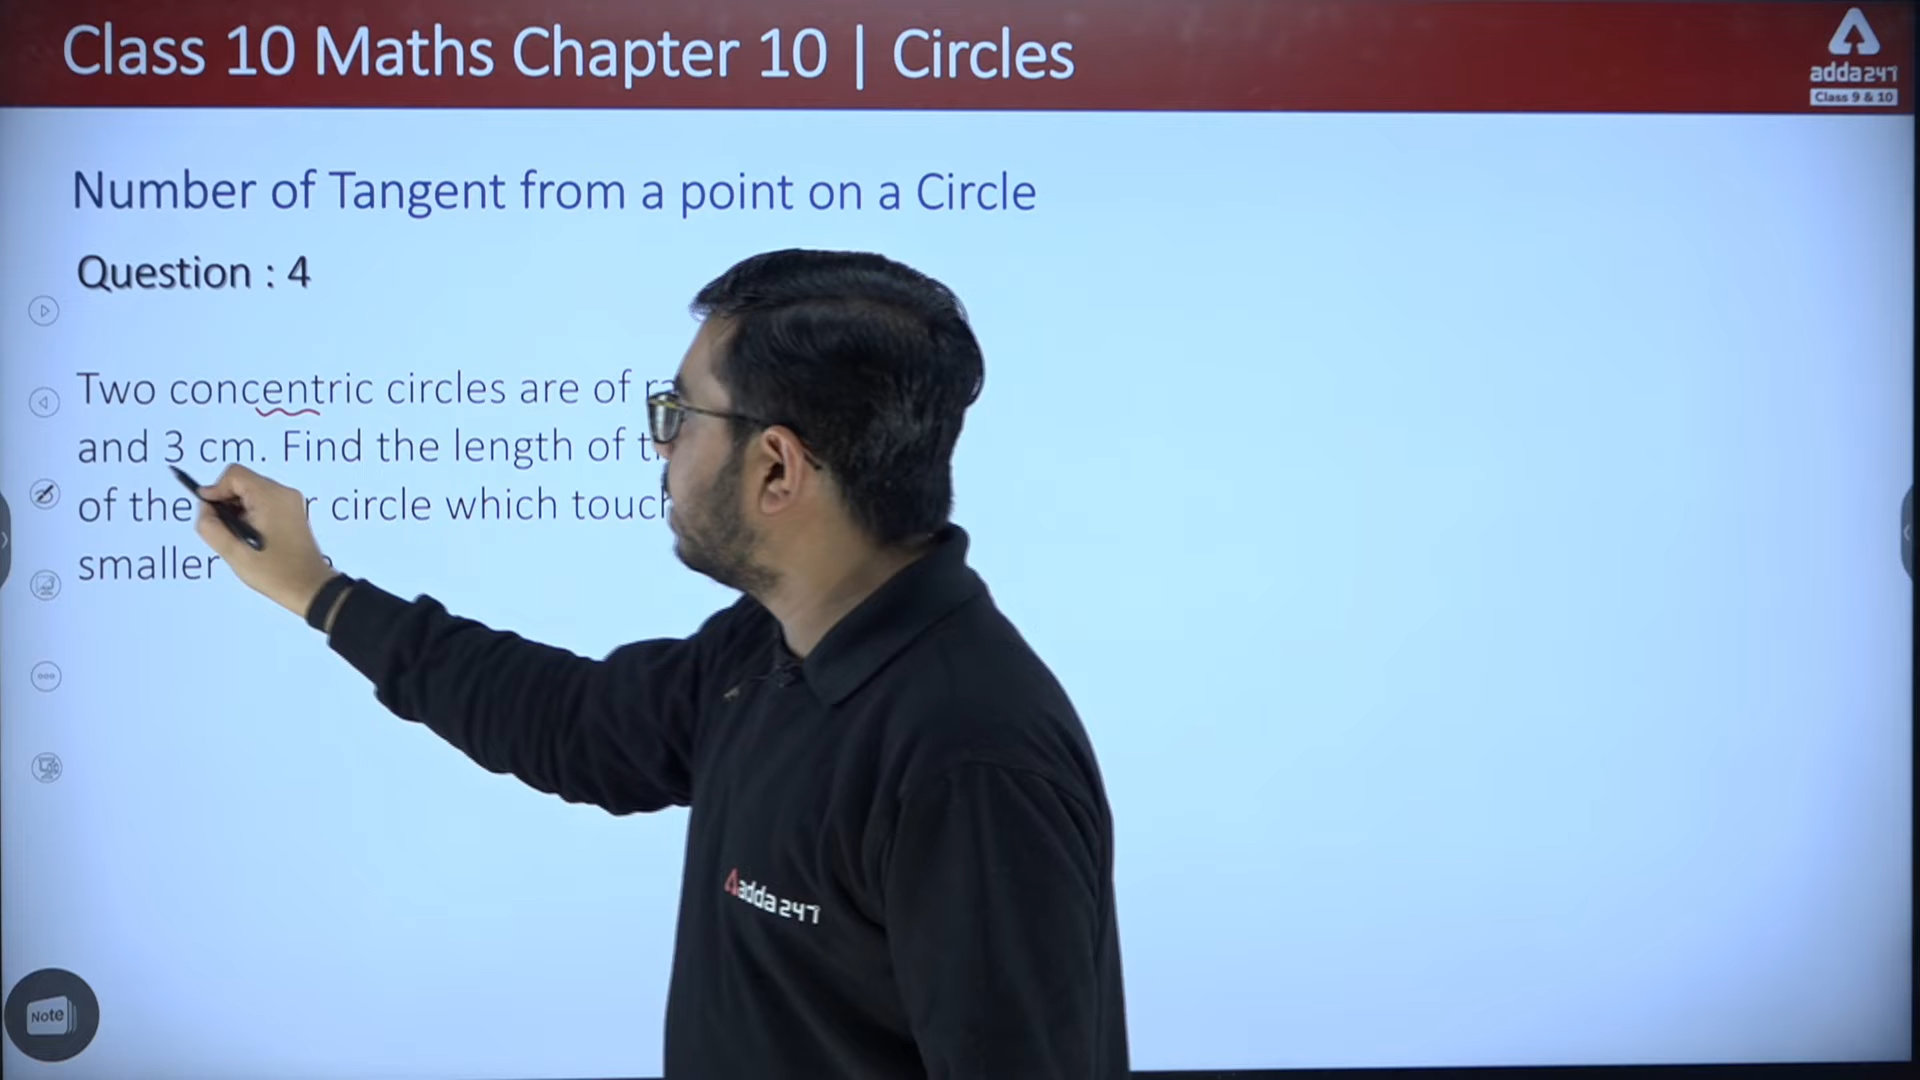 Class 10 Maths Chapter 10 | Circles
adda247
Class 9 & 10
Number of Tangent from a point on a Circle
Question : 4
Two concentric circles are of
and 3 cm. Find the length of
of the circle which
smaller
adda247
Note